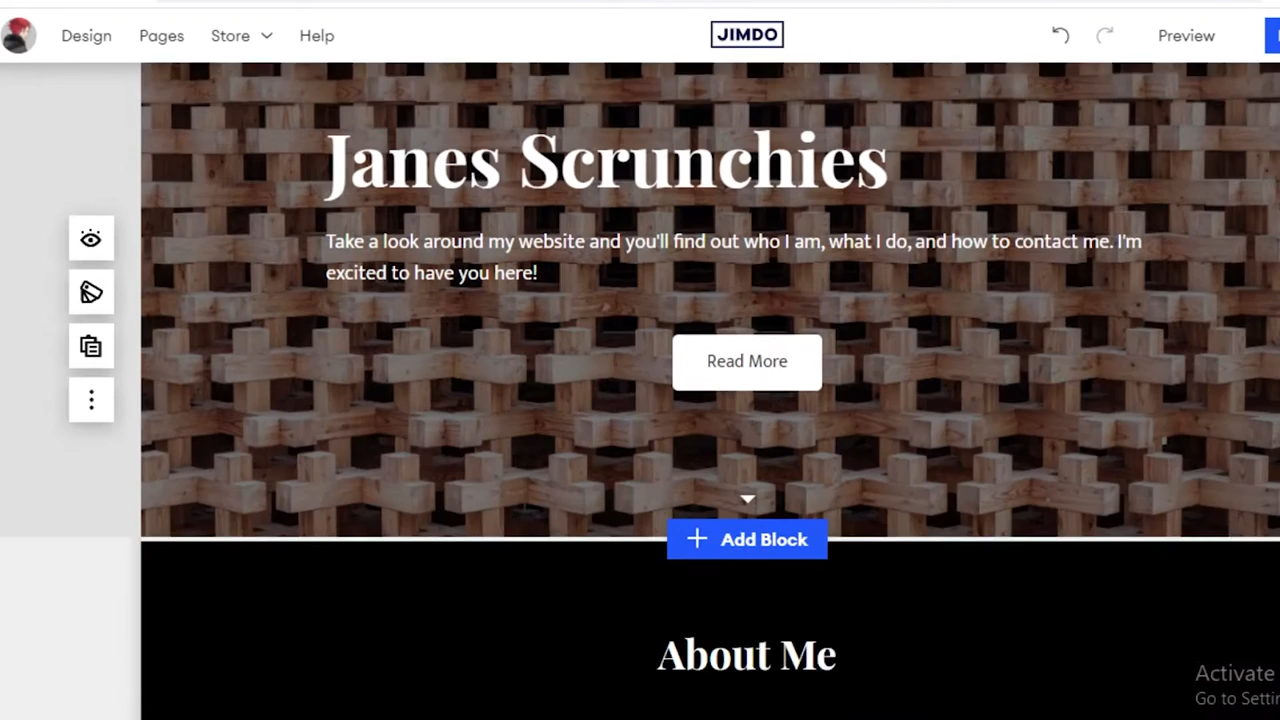 Design Pages Store Help JIMDO Preview
Janes Scrunchies
Take a look around my website and you'll find out who I am, what I do, and how to contact me. I'm
excited to have you here!
Read More
Add Block
About Me
Activate
Go to Settin